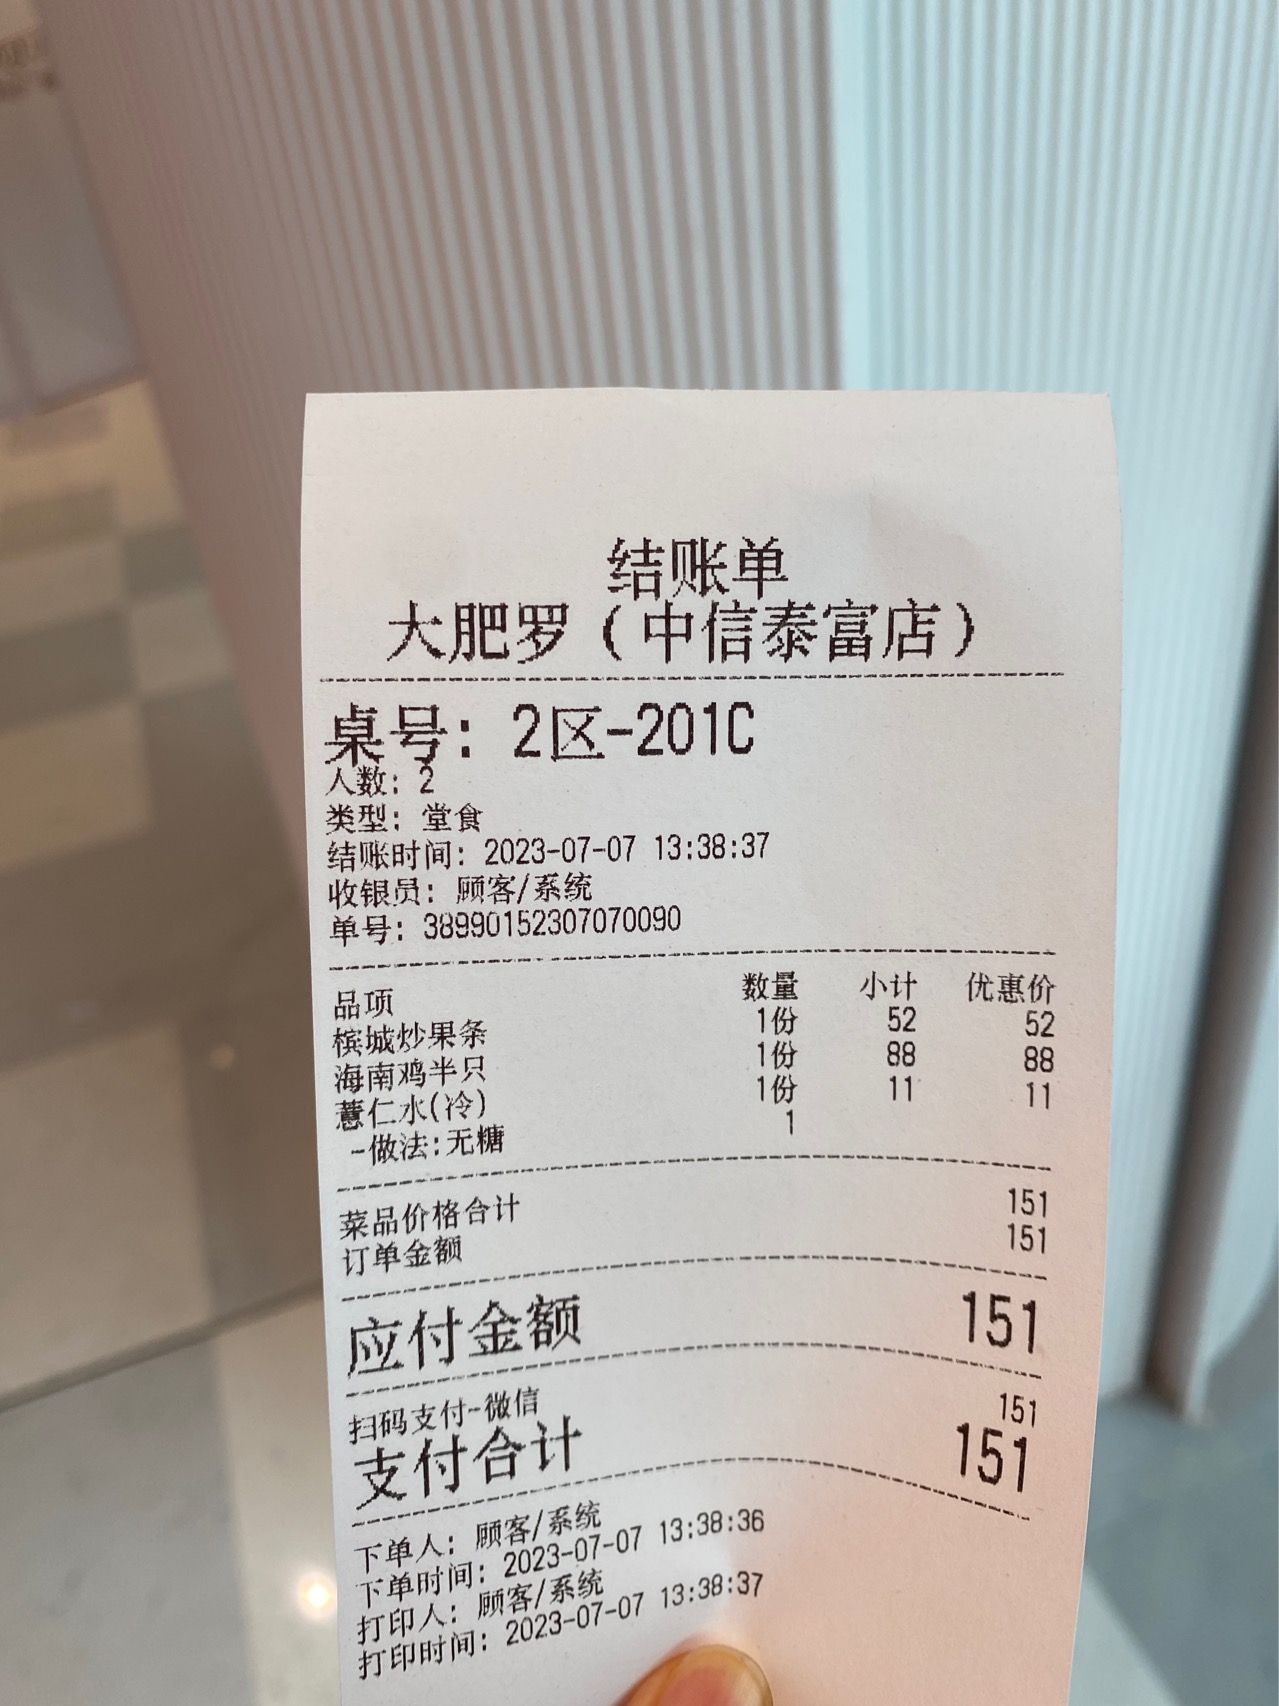 结账单
大肥罗（中信泰富店）
桌号：2区-201C
人数：2
类型：堂食
结账时间：2023-07-07 13:38:37
收银员：顾客/系统
单号：38990152307070090
品项 数量 小计 优惠价
槟城炒果条 1份 52 52
海南鸡半只 1份 88 88
薏仁水(冷) 1份 11 11
-做法:无糖 1
菜品价格合计 151
订单金额 151
应付金额 151
扫码支付-微信 151
支付合计 151
下单人：顾客/系统
下单时间：2023-07-07 13:38:36
打印人：顾客/系统
打印时间：2023-07-07 13:38:37